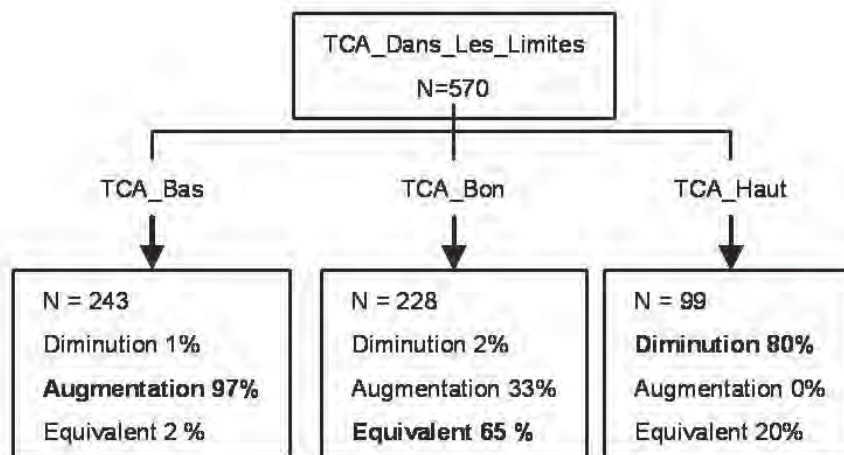 TCA_Dans_Les_Limites
N=570
TCA_Bas
TCA_Bon
TCA_Haut
N = 243
Diminution 1%
Augmentation 97%
Equivalent 2 %
N = 228
Diminution 2%
Augmentation 33%
Equivalent 65 %
N = 99
Diminution 80%
Augmentation 0%
Equivalent 20%